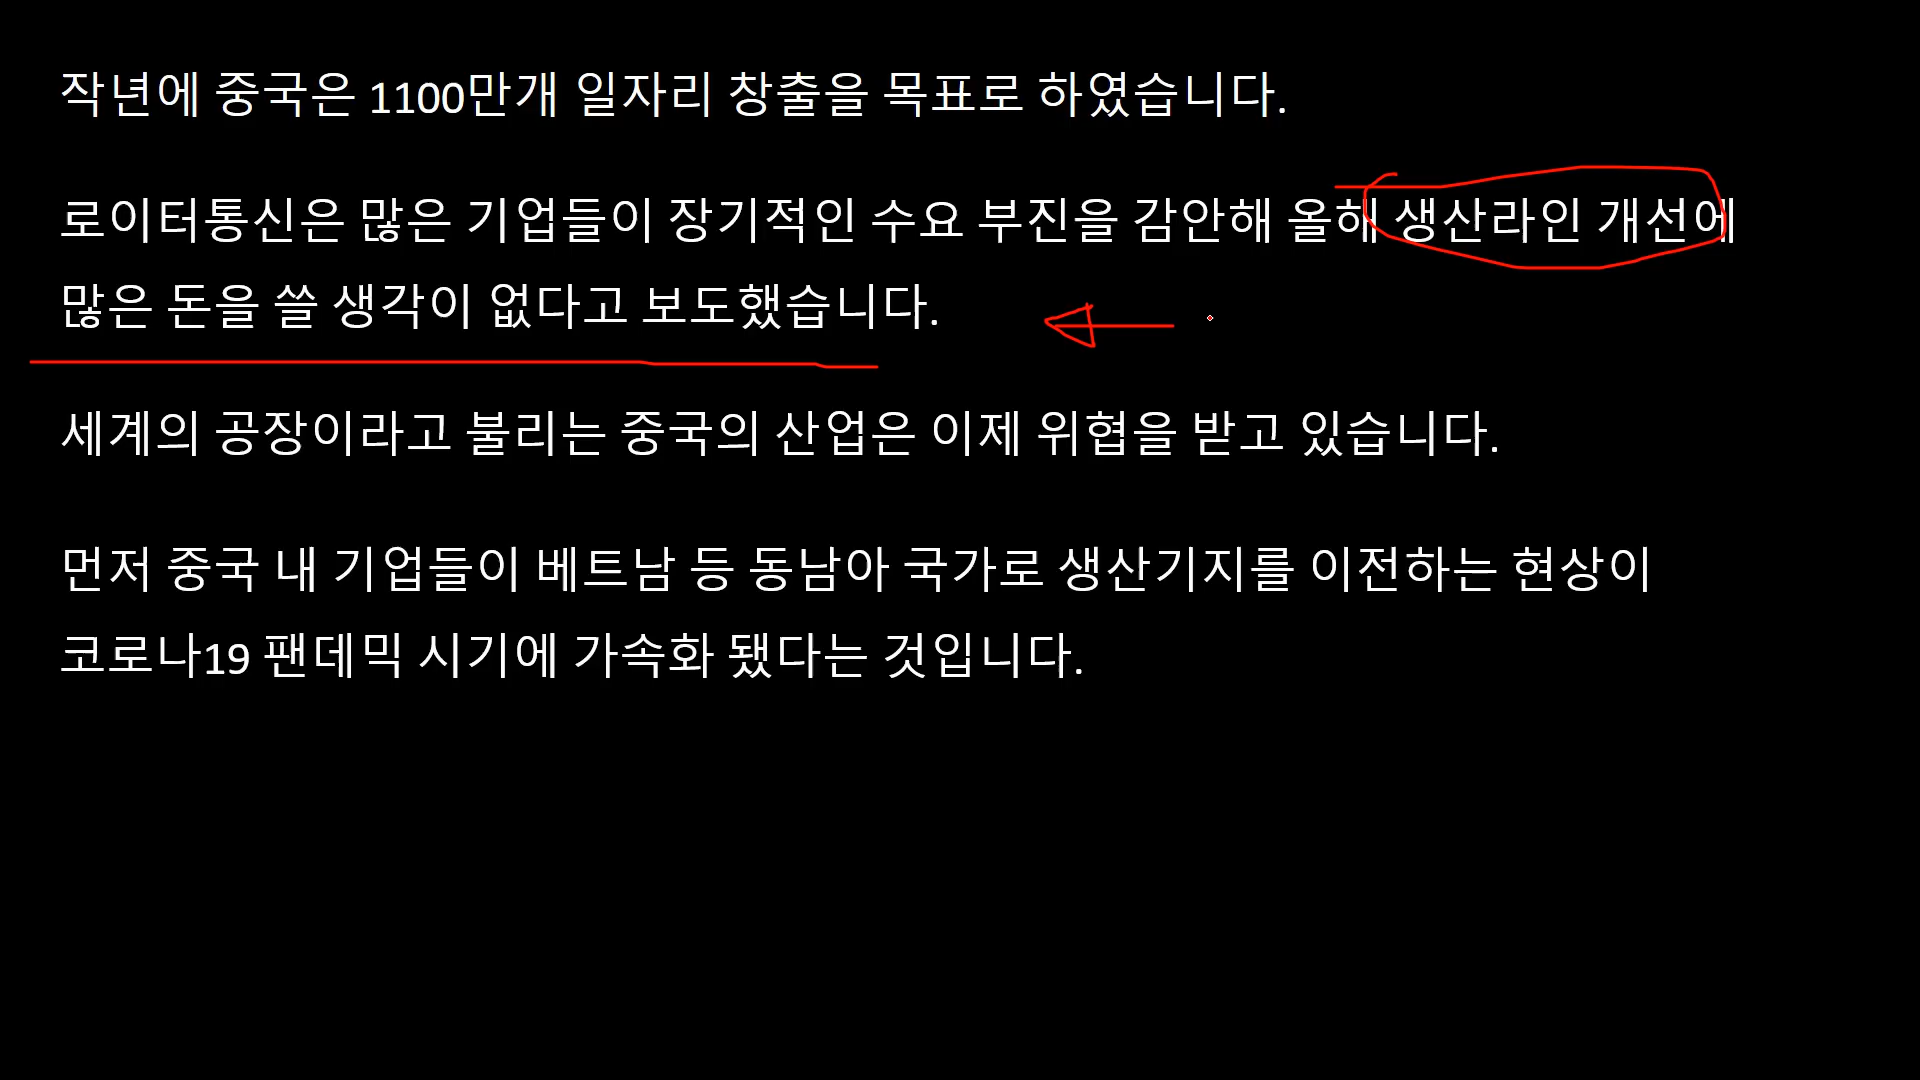 작년에 중국은 1100만개 일자리 창출을 목표로 하였습니다.
로이터통신은 많은 기업들이 장기적인 수요 부진을 감안해 올해 생산라인 개선에
많은 돈을 쓸 생각이 없다고 보도했습니다.
세계의 공장이라고 불리는 중국의 산업은 이제 위협을 받고 있습니다.
먼저 중국 내 기업들이 베트남 등 동남아 국가로 생산기지를 이전하는 현상이
코로나19 팬데믹 시기에 가속화 됐다는 것입니다.